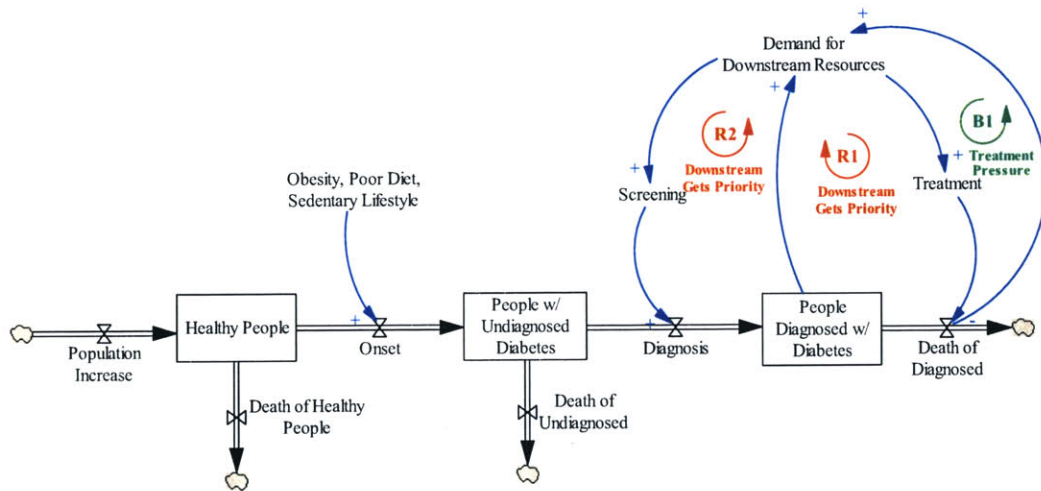 +
Demand for
Downstream Resources
+
+
R2
Downstream
Gets Priority
R1
Downstream
Gets Priority
B1
+ Treatment
Pressure
Treatment
+
Screening
Obesity, Poor Diet,
Sedentary Lifestyle
Healthy People
People w/
Undiagnosed
Diabetes
People
Diagnosed w/
Diabetes
+
+
-
Population
Increase
Onset
Diagnosis
Death of
Diagnosed
Death of Healthy
People
Death of
Undiagnosed